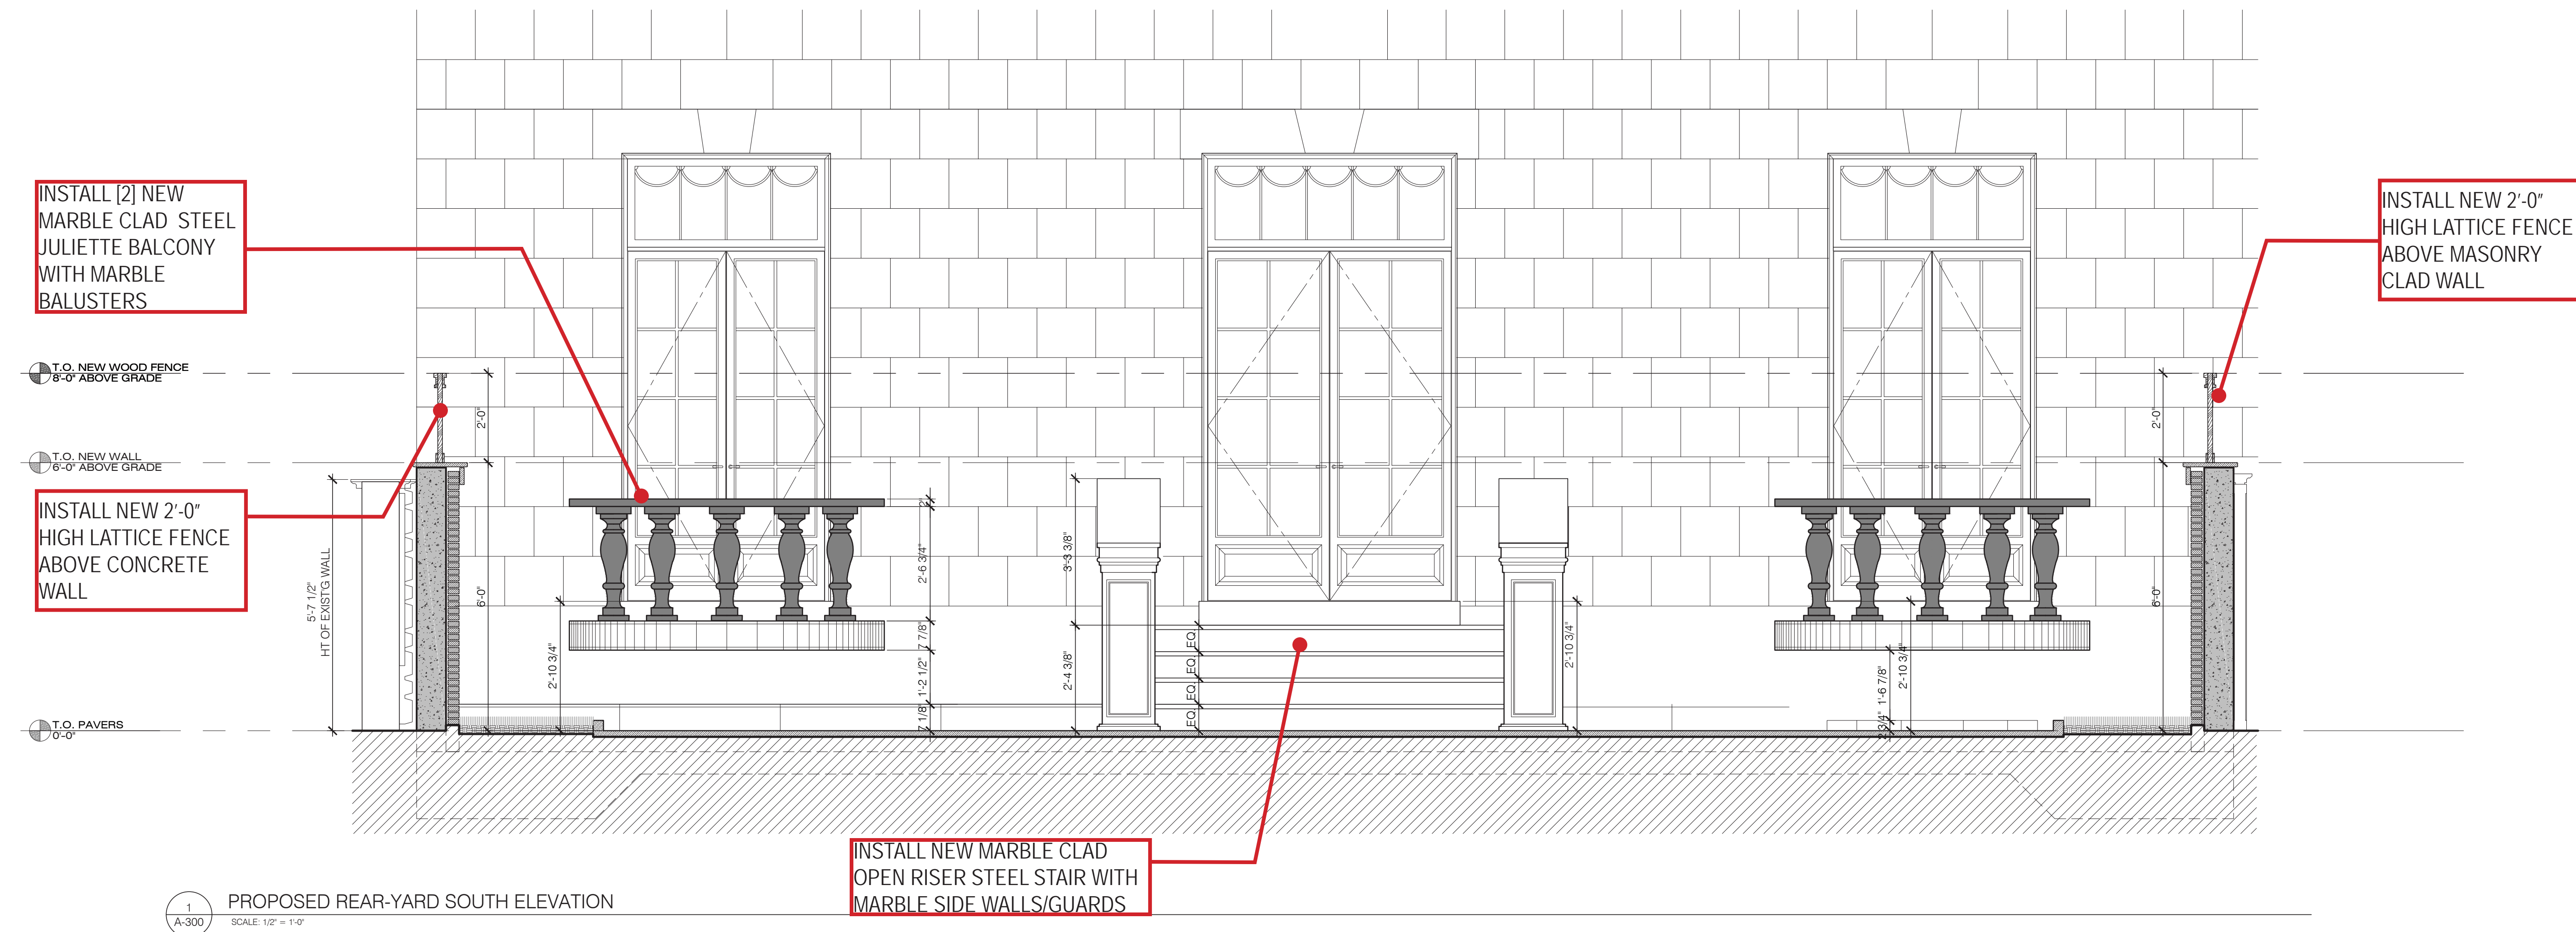 INSTALL [2] NEW
MARBLE CLAD STEEL
JULIETTE BALCONY
WITH MARBLE
BALUSTERS
INSTALL NEW 2'-0"
HIGH LATTICE FENCE
ABOVE MASONRY
CLAD WALL
T.O. NEW WOOD FENCE
8'-0" ABOVE GRADE
T.O. NEW WALL
6'-0" ABOVE GRADE
INSTALL NEW 2'-0"
HIGH LATTICE FENCE
ABOVE CONCRETE
WALL
T.O. PAVERS
0'-0"
5'-7 1/2"
HT OF EXIST'G WALL
2'-0"
6'-0"
2'-10 3/4"
2"
2'-6 3/4"
7 7/8"
1'-2 1/2"
7 1/8"
3'-3 3/8"
2'-4 3/8"
EQ.
EQ.
EQ.
EQ.
2'-10 3/4"
1'-6 7/8"
2 3/4"
2'-10 3/4"
2'-0"
6'-0"
INSTALL NEW MARBLE CLAD
OPEN RISER STEEL STAIR WITH
MARBLE SIDE WALLS/GUARDS
1
A-300
PROPOSED REAR-YARD SOUTH ELEVATION
SCALE: 1/2" = 1'-0"